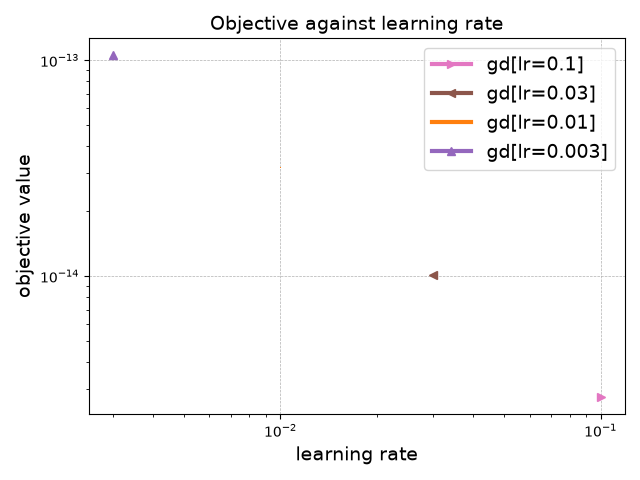 Objective against learning rate
10⁻¹³
10⁻¹⁴
objective value
gd[lr=0.1]
gd[lr=0.03]
gd[lr=0.01]
gd[lr=0.003]
10⁻²
10⁻¹
learning rate